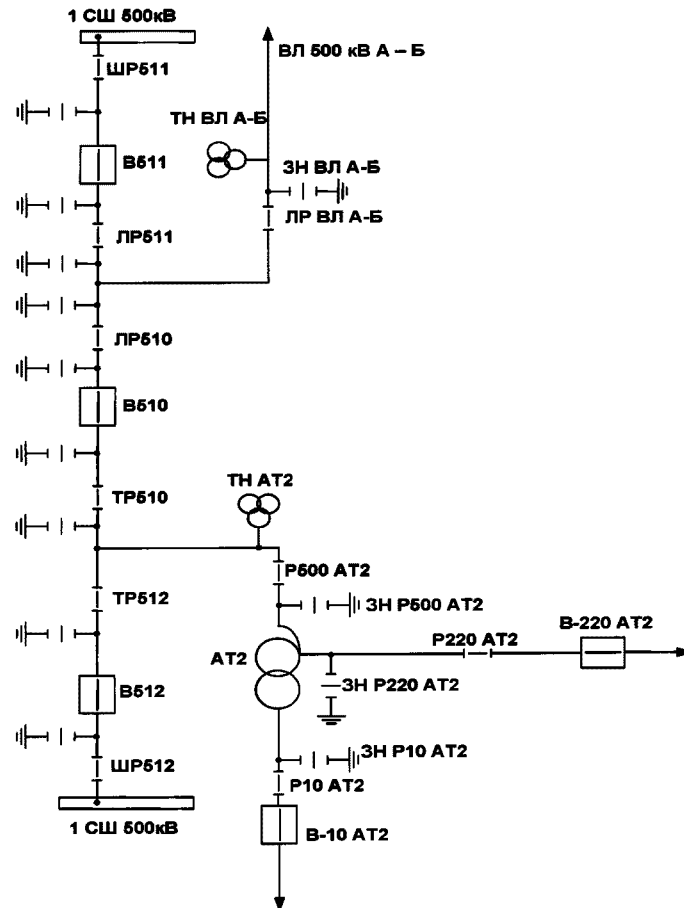 1 СШ 500кВ
ШР511
ВЛ 500 кВ А – Б
ТН ВЛ А-Б
В511
ЗН ВЛ А-Б
ЛР ВЛ А-Б
ЛР511
ЛР510
В510
ТР510
ТН АТ2
Р500 АТ2
ТР512
ЗН Р500 АТ2
В-220 АТ2
Р220 АТ2
АТ2
ЗН Р220 АТ2
В512
ЗН Р10 АТ2
ШР512
Р10 АТ2
1 СШ 500кВ
В-10 АТ2